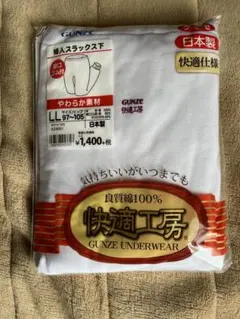 GUNZE
日本製
快適仕様
婦人スラックス下
やわらか素材
LL
97~105
日本製
¥1,400+税
GUNZE
快適工房
気持ちいいがいつまでも
良質綿100%
快適工房
GUNZE UNDERWEAR